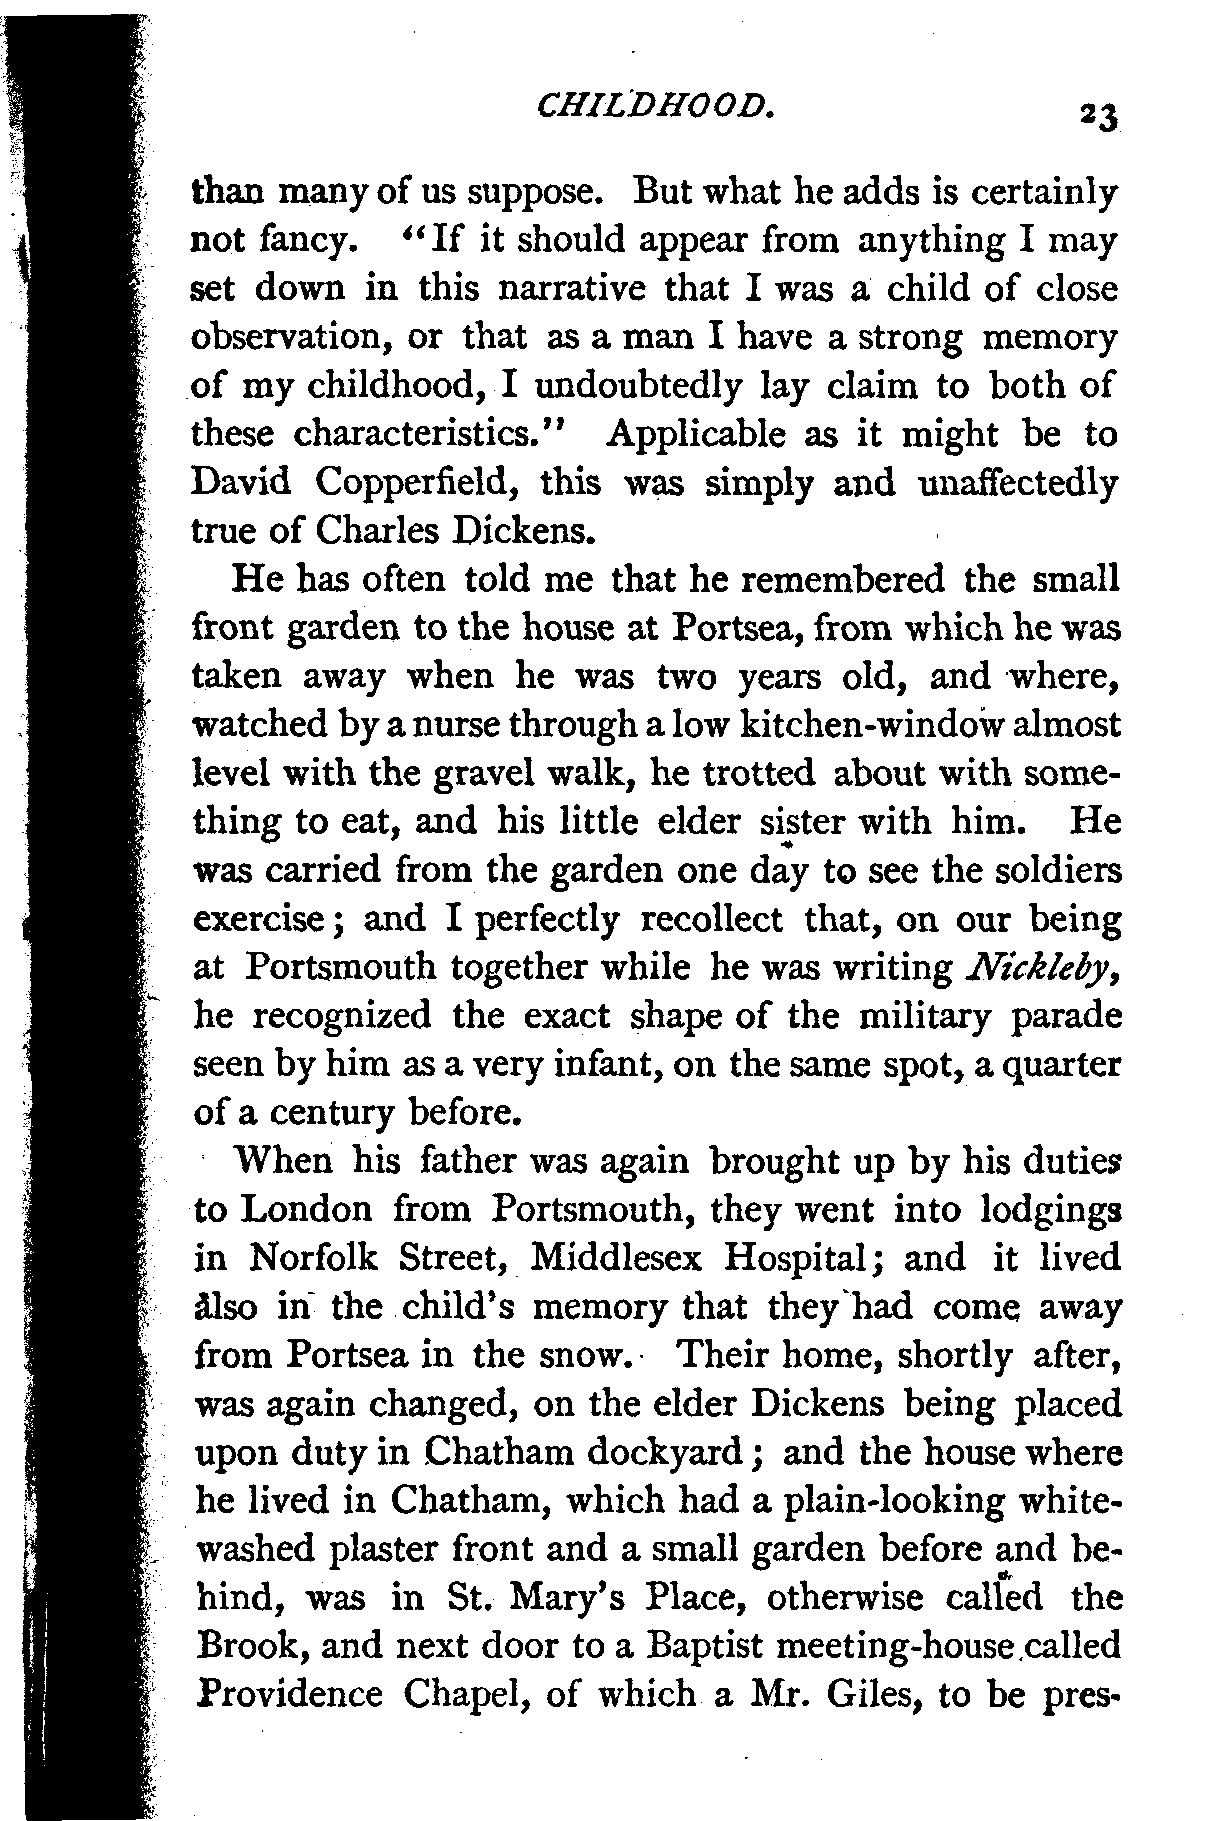 CHILDHOOD.
23
than many of us suppose. But what he adds is certainly
not fancy. "If it should appear from anything I may
set down in this narrative that I was a child of close
observation, or that as a man I have a strong memory
of my childhood, I undoubtedly lay claim to both of
these characteristics." Applicable as it might be to
David Copperfield, this was simply and unaffectedly
true of Charles Dickens.
He has often told me that he remembered the small
front garden to the house at Portsea, from which he was
taken away when he was two years old, and where,
watched by a nurse through a low kitchen-window almost
level with the gravel walk, he trotted about with some-
thing to eat, and his little elder sister with him. He
was carried from the garden one day to see the soldiers
exercise; and I perfectly recollect that, on our being
at Portsmouth together while he was writing Nickleby,
he recognized the exact shape of the military parade
seen by him as a very infant, on the same spot, a quarter
of a century before.
When his father was again brought up by his duties
to London from Portsmouth, they went into lodgings
in Norfolk Street, Middlesex Hospital; and it lived
also in the child's memory that they had come away
from Portsea in the snow. Their home, shortly after,
was again changed, on the elder Dickens being placed
upon duty in Chatham dockyard; and the house where
he lived in Chatham, which had a plain-looking white-
washed plaster front and a small garden before and be-
hind, was in St. Mary's Place, otherwise called the
Brook, and next door to a Baptist meeting-house called
Providence Chapel, of which a Mr. Giles, to be pres-